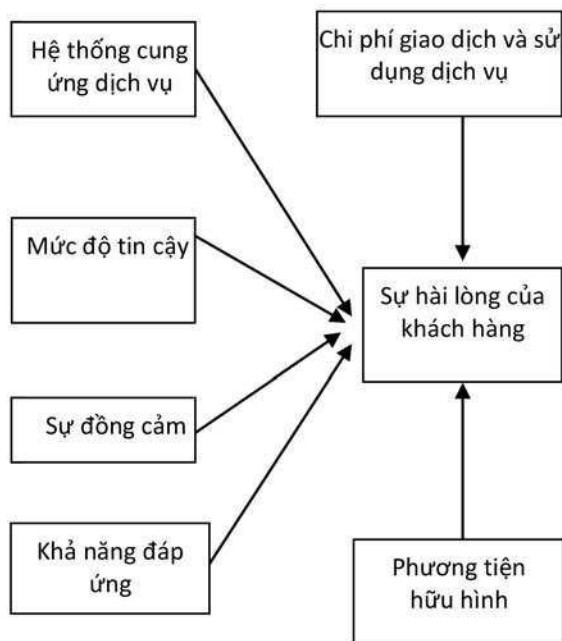 Hệ thống cung
ứng dịch vụ
Chi phí giao dịch và sử
dụng dịch vụ
Mức độ tin cậy
Sự hài lòng của
khách hàng
Sự đồng cảm
Khả năng đáp
ứng
Phương tiện
hữu hình